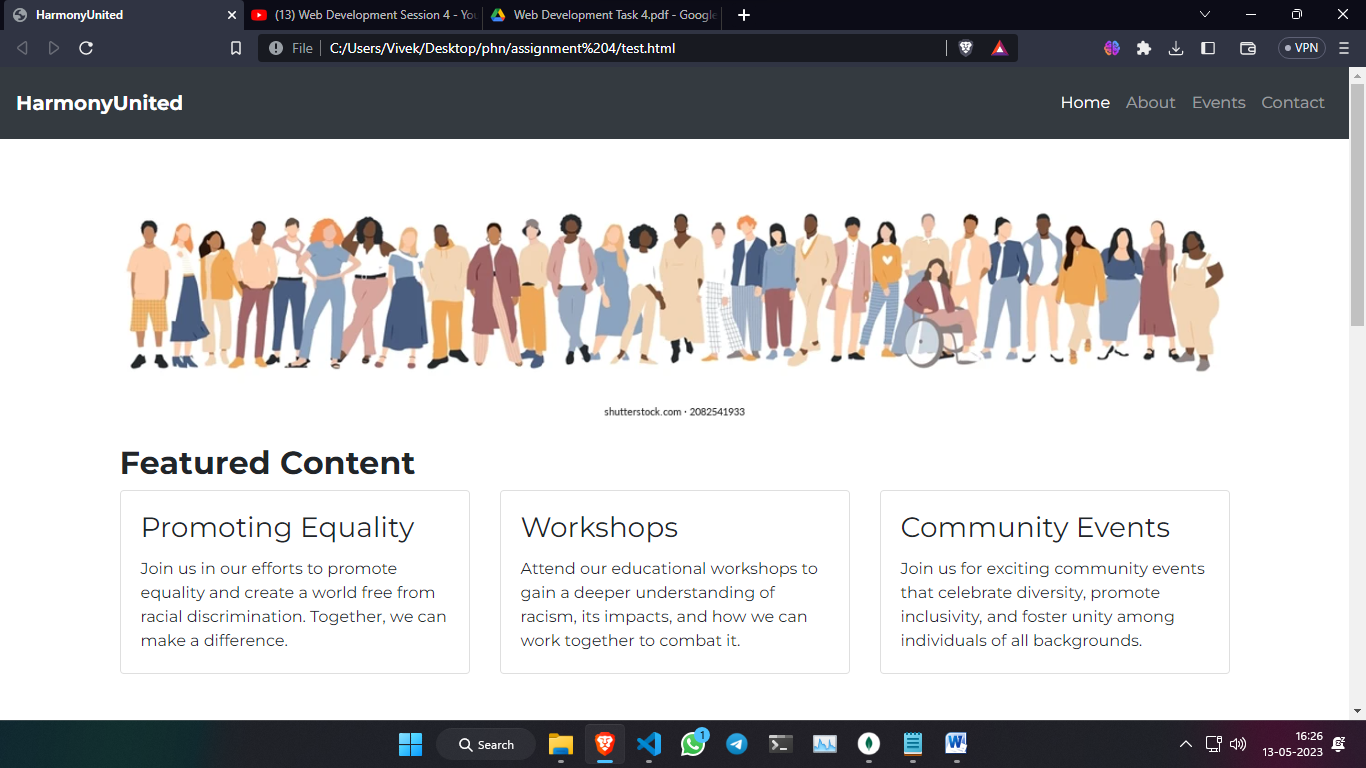 HarmonyUnited
(13) Web Development Session 4 - You
Web Development Task 4.pdf - Google
File
C:/Users/Vivek/Desktop/phn/assignment%204/test.html
VPN
HarmonyUnited
Home About Events Contact
shutterstock.com · 2082541933
Featured Content
Promoting Equality
Join us in our efforts to promote
equality and create a world free from
racial discrimination. Together, we can
make a difference.
Workshops
Attend our educational workshops to
gain a deeper understanding of
racism, its impacts, and how we can
work together to combat it.
Community Events
Join us for exciting community events
that celebrate diversity, promote
inclusivity, and foster unity among
individuals of all backgrounds.
Search
1
16:26
13-05-2023